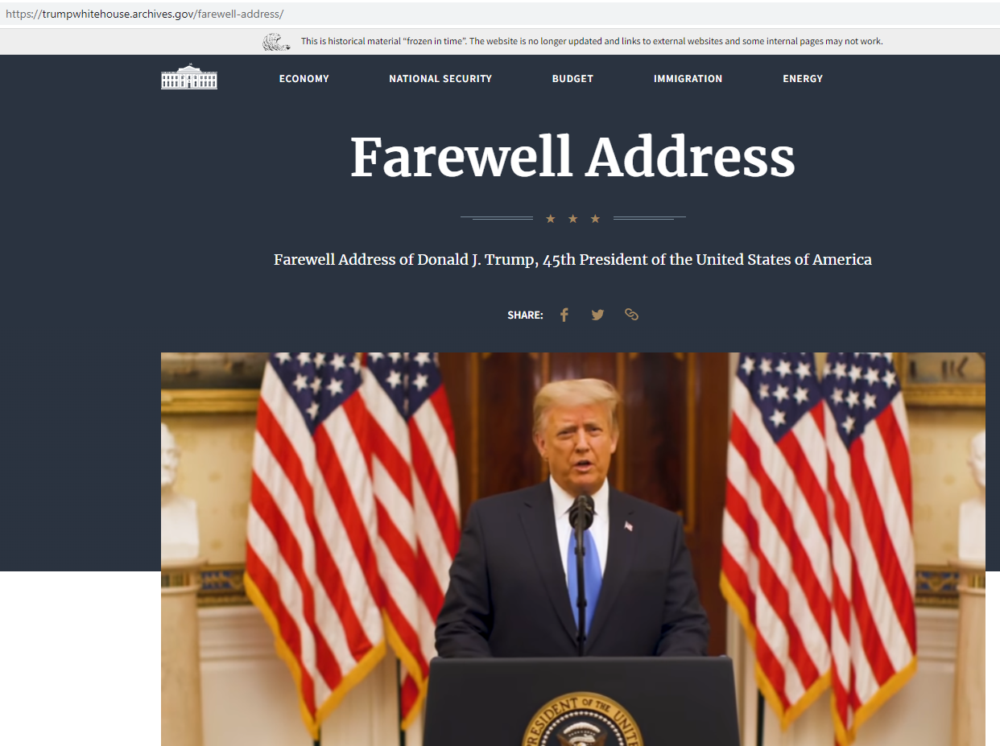 https://trumpwhitehouse.archives.gov/farewell-address/
This is historical material “frozen in time”. The website is no longer updated and links to external websites and some internal pages may not work.
ECONOMY NATIONAL SECURITY BUDGET IMMIGRATION ENERGY
Farewell Address
Farewell Address of Donald J. Trump, 45th President of the United States of America
SHARE:
PRESIDENT OF THE UNITED